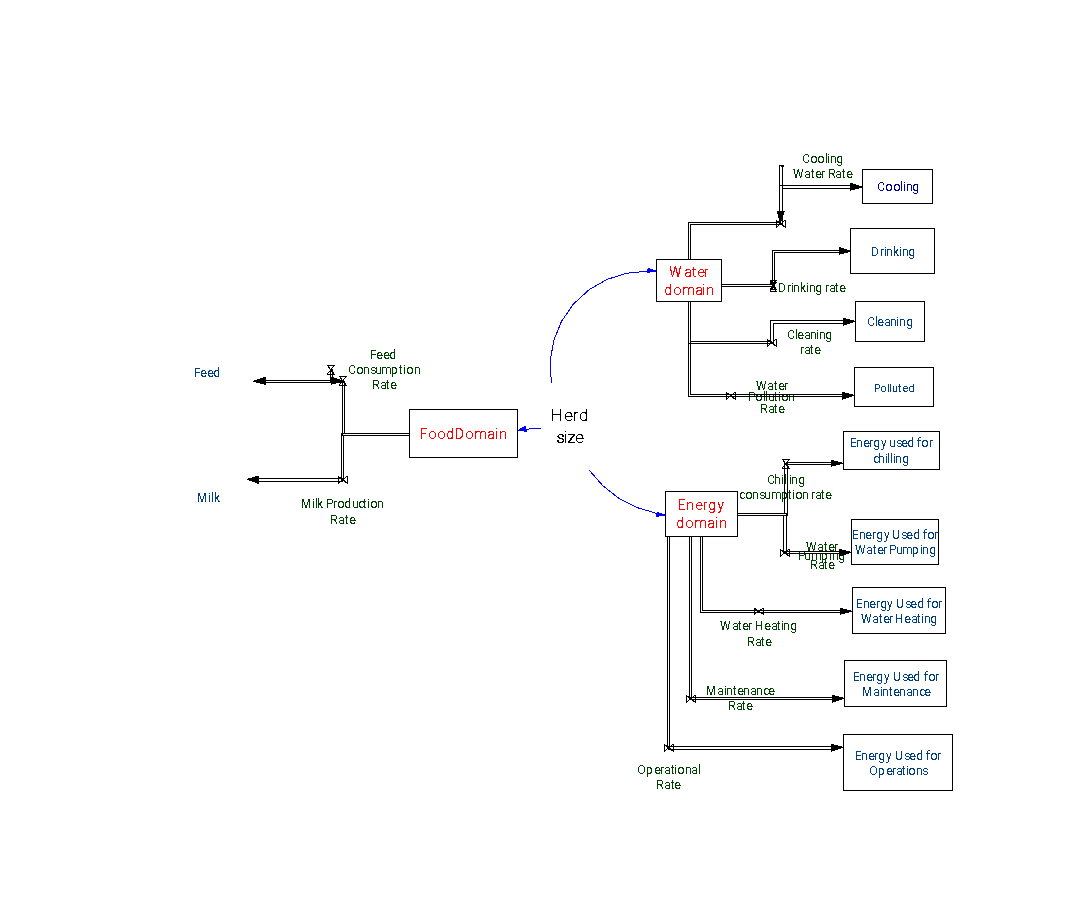 Cooling
Water Rate
Cooling
Drinking
Water
domain
Drinking rate
Cleaning
Cleaning
rate
Feed
Feed
Consumption
Rate
Water
Pollution
Rate
Polluted
Herd
size
FoodDomain
Energy used for
chilling
Milk
Milk Production
Rate
Chilling
consumption rate
Energy
domain
Energy Used for
Water Pumping
Water
Pumping
Rate
Energy Used for
Water Heating
Water Heating
Rate
Energy Used for
Maintenance
Maintenance
Rate
Energy Used for
Operations
Operational
Rate